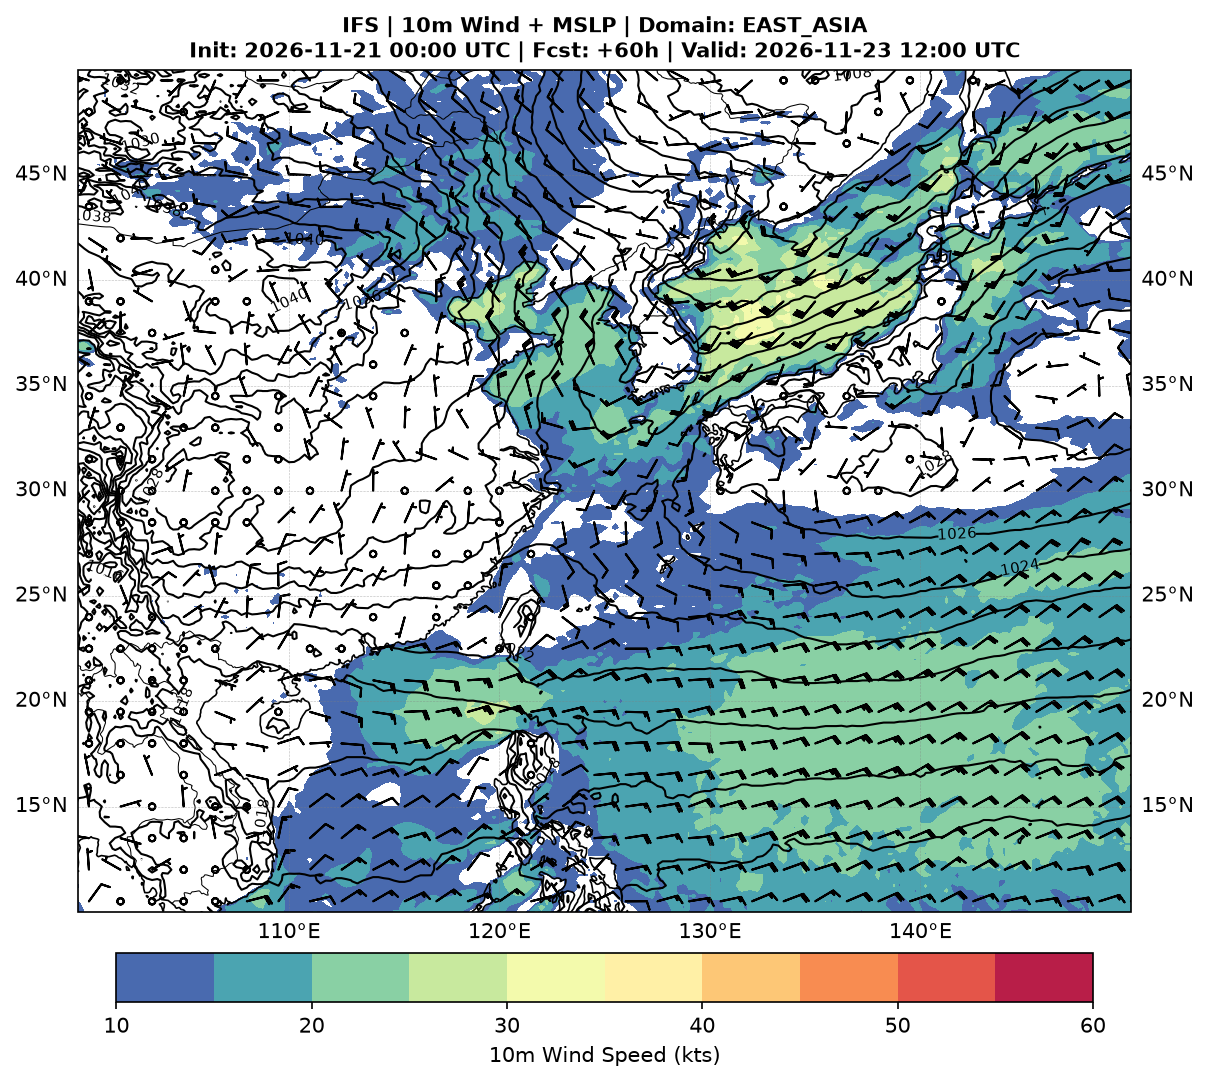 IFS | 10m Wind + MSLP | Domain: EAST_ASIA
Init: 2026-11-21 00:00 UTC | Fcst: +60h | Valid: 2026-11-23 12:00 UTC
1008
45°N 45°N
1040
40°N 40°N
1040
35°N 35°N
1028
30°N 30°N
1026
1024
25°N 25°N
20°N 20°N
1018
15°N 15°N
110°E 120°E 130°E 140°E
10 20 30 40 50 60
10m Wind Speed (kts)